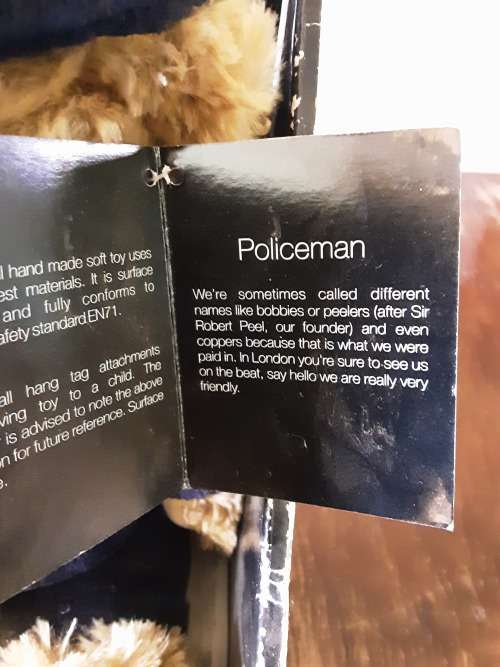 l hand made soft toy uses
est materials. It is surface
and fully conforms to
afety standard EN71.
all hang tag attachments
ving toy to a child. The
is advised to note the above
n for future reference. Surface
e.
Policeman
We're sometimes called different
names like bobbies or peelers (after Sir
Robert Peel, our founder) and even
coppers because that is what we were
paid in. In London you're sure to see us
on the beat, say hello we are really very
friendly.